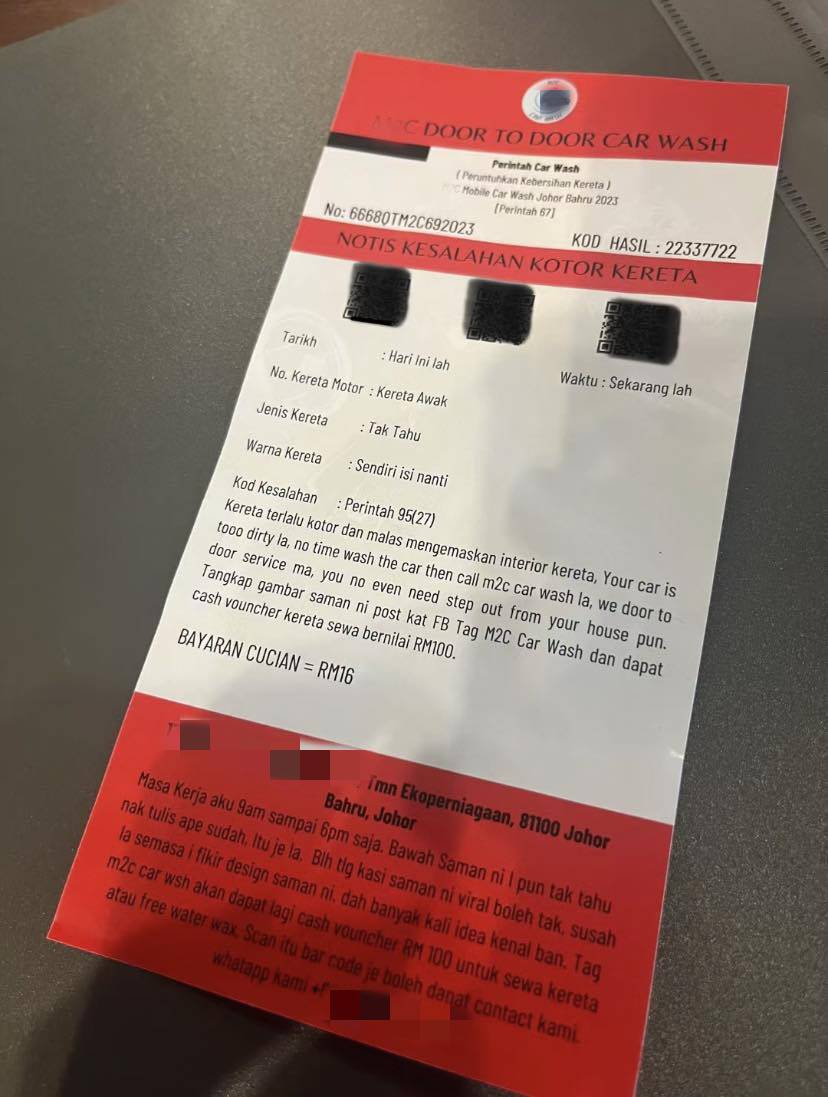 M2C DOOR TO DOOR CAR WASH
Perintah Car Wash
( Peruntuhkan Kebersihan Kereta )
M2C Mobile Car Wash Johor Bahru 2023
[Perintah 67]
No: 6668QTM2C692023
KOD HASIL : 22337722
NOTIS KESALAHAN KOTOR KERETA
Tarikh : Hari ini lah
Waktu : Sekarang lah
No. Kereta Motor : Kereta Awak
Jenis Kereta : Tak Tahu
Warna Kereta : Sendiri isi nanti
Kod Kesalahan : Perintah 95(27)
Kereta terlalu kotor dan malas mengemaskan interior kereta, Your car is
tooo dirty la, no time wash the car then call m2c car wash la, we door to
door service ma, you no even need step out from your house pun.
Tangkap gambar saman ni post kat FB Tag M2C Car Wash dan dapat
cash vouncher kereta sewa bernilai RM100.
BAYARAN CUCIAN = RM16
Tmn Ekoperniagaan, 81100 Johor
Bahru, Johor
Masa Kerja aku 9am sampai 6pm saja. Bawah Saman ni I pun tak tahu
nak tulis ape sudah, Itu je la. Blh tlg kasi saman ni viral boleh tak, susah
la semasa i fikir design saman ni, dah banyak kali idea kenal ban. Tag
m2c car wsh akan dapat lagi cash vouncher RM 100 untuk sewa kereta
atau free water wax. Scan itu bar code je boleh dapat contact kami.
whatapp kami +